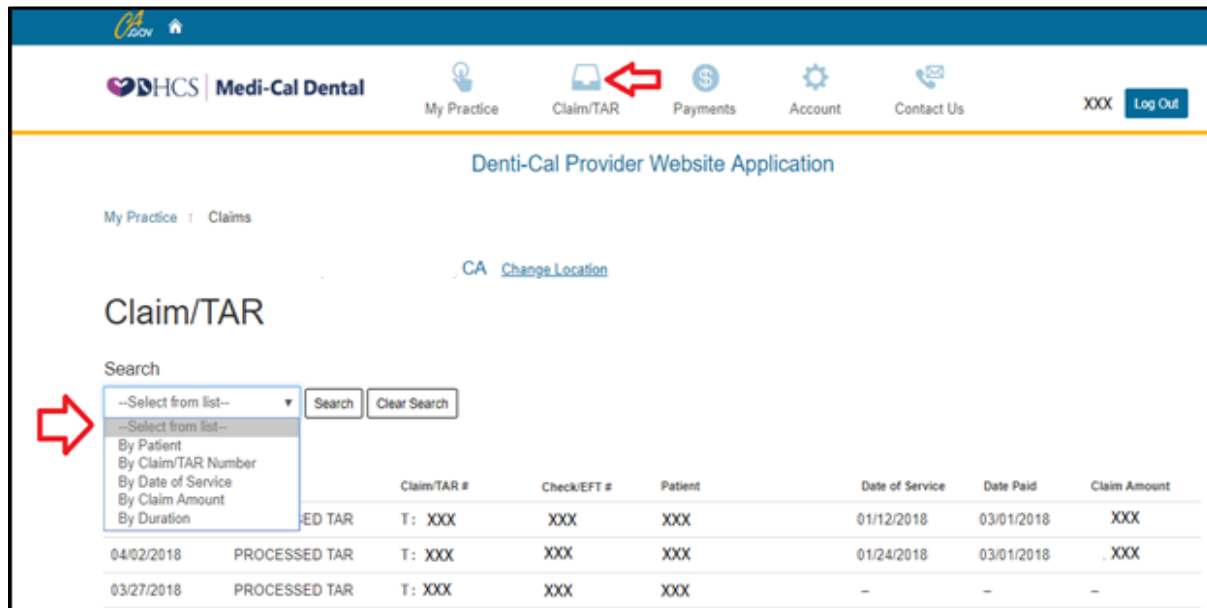 CA.GOV
DHCS Medi-Cal Dental
My Practice Claim/TAR Payments Account Contact Us XXX Log Out
Denti-Cal Provider Website Application
My Practice Claims
CA Change Location
Claim/TAR
Search
--Select from list-- Search Clear Search
--Select from list--
By Patient
By Claim/TAR Number
By Date of Service
By Claim Amount
By Duration
Claim/TAR # Check/EFT # Patient Date of Service Date Paid Claim Amount
ED TAR T: XXX XXX XXX 01/12/2018 03/01/2018 XXX
04/02/2018 PROCESSED TAR T: XXX XXX XXX 01/24/2018 03/01/2018 XXX
03/27/2018 PROCESSED TAR T: XXX XXX XXX – – –